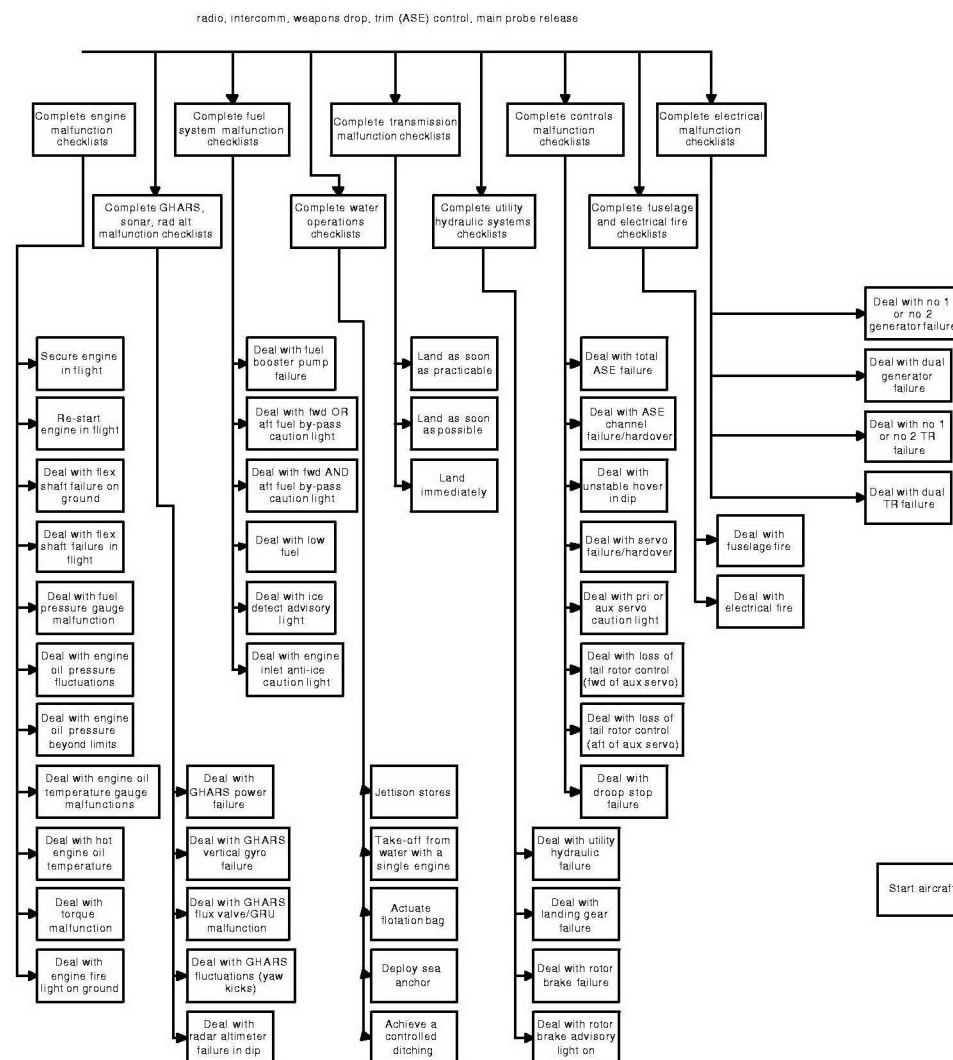 radio, intercomm, weapons drop, trim (ASE) control, main probe release
Complete engine
malfunction
checklists
Complete fuel
system malfunction
checklists
Complete transmission
malfunction checklists
Complete controls
malfunction
checklists
Complete electrical
malfunction
checklists
Complete GHARS,
sonar, rad alt
malfunction checklists
Complete water
operations
checklists
Complete utility
hydraulic systems
checklists
Complete fuselage
and electrical fire
checklists
Secure engine
in flight
Re-start
engine in flight
Deal with flex
shaft failure on
ground
Deal with flex
shaft failure in
flight
Deal with fuel
pressure gauge
malfunction
Deal with engine
oil pressure
fluctuations
Deal with engine
oil pressure
beyond limits
Deal with engine oil
temperature gauge
malfunctions
Deal with hot
engine oil
temperature
Deal with
torque
malfunction
Deal with
engine fire
light on ground
Deal with
GHARS power
failure
Deal with GHARS
vertical gyro
failure
Deal with GHARS
flux valve/GRU
malfunction
Deal with GHARS
fluctuations (yaw
kicks)
Deal with
radar altimeter
failure in dip
Deal with fuel
booster pump
failure
Deal with fwd OR
aft fuel by-pass
caution light
Deal with fwd AND
aft fuel by-pass
caution light
Deal with low
fuel
Deal with ice
detect advisory
light
Deal with engine
inlet anti-ice
caution light
Jettison stores
Take-off from
water with a
single engine
Actuate
flotation bag
Deploy sea
anchor
Achieve a
controlled
ditching
Land as soon
as practicable
Land as soon
as possible
Land
immediately
Deal with utility
hydraulic
failure
Deal with
landing gear
failure
Deal with rotor
brake failure
Deal with rotor
brake advisory
light on
Deal with total
ASE failure
Deal with ASE
channel
failure/hardover
Deal with
unstable hover
in dip
Deal with servo
failure/hardover
Deal with pri or
aux servo
caution light
Deal with loss of
tail rotor control
(fwd of aux servo)
Deal with loss of
tail rotor control
(aft of aux servo)
Deal with
droop stop
failure
Deal with
fuselage fire
Deal with
electrical fire
Deal with no 1
or no 2
generator failure
Deal with dual
generator
failure
Deal with no 1
or no 2 TR
failure
Deal with dual
TR failure
Start aircraft